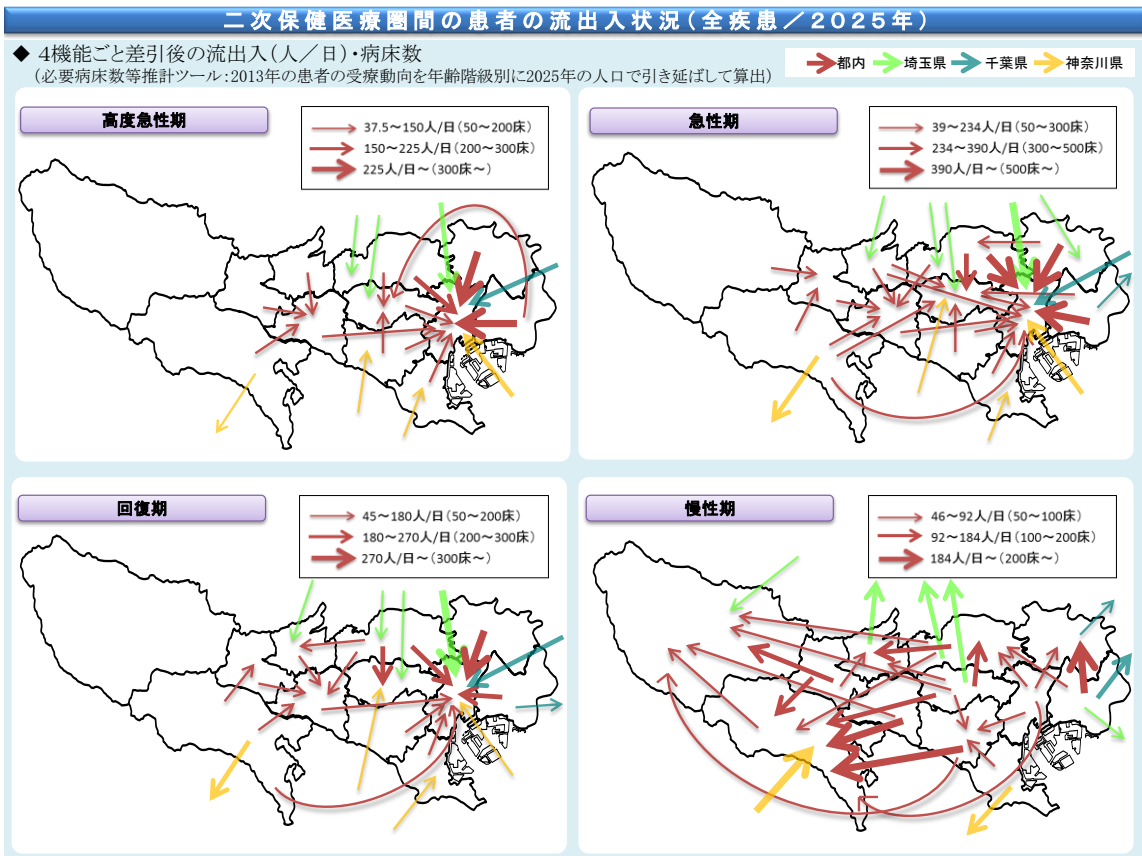 二次保健医療圏間の患者の流出入状況(全疾患／２０２５年)
◆ 4機能ごと差引後の流出入(人／日)・病床数
(必要病床数等推計ツール：2013年の患者の受療動向を年齢階級別に2025年の人口で引き延ばして算出)
都内 埼玉県 千葉県 神奈川県
高度急性期
37.5～150人/日(50～200床)
150～225人/日(200～300床)
225人/日～(300床～)
急性期
39～234人/日(50～300床)
234～390人/日(300～500床)
390人/日～(500床～)
回復期
45～180人/日(50～200床)
180～270人/日(200～300床)
270人/日～(300床～)
慢性期
46～92人/日(50～100床)
92～184人/日(100～200床)
184人/日～(200床～)